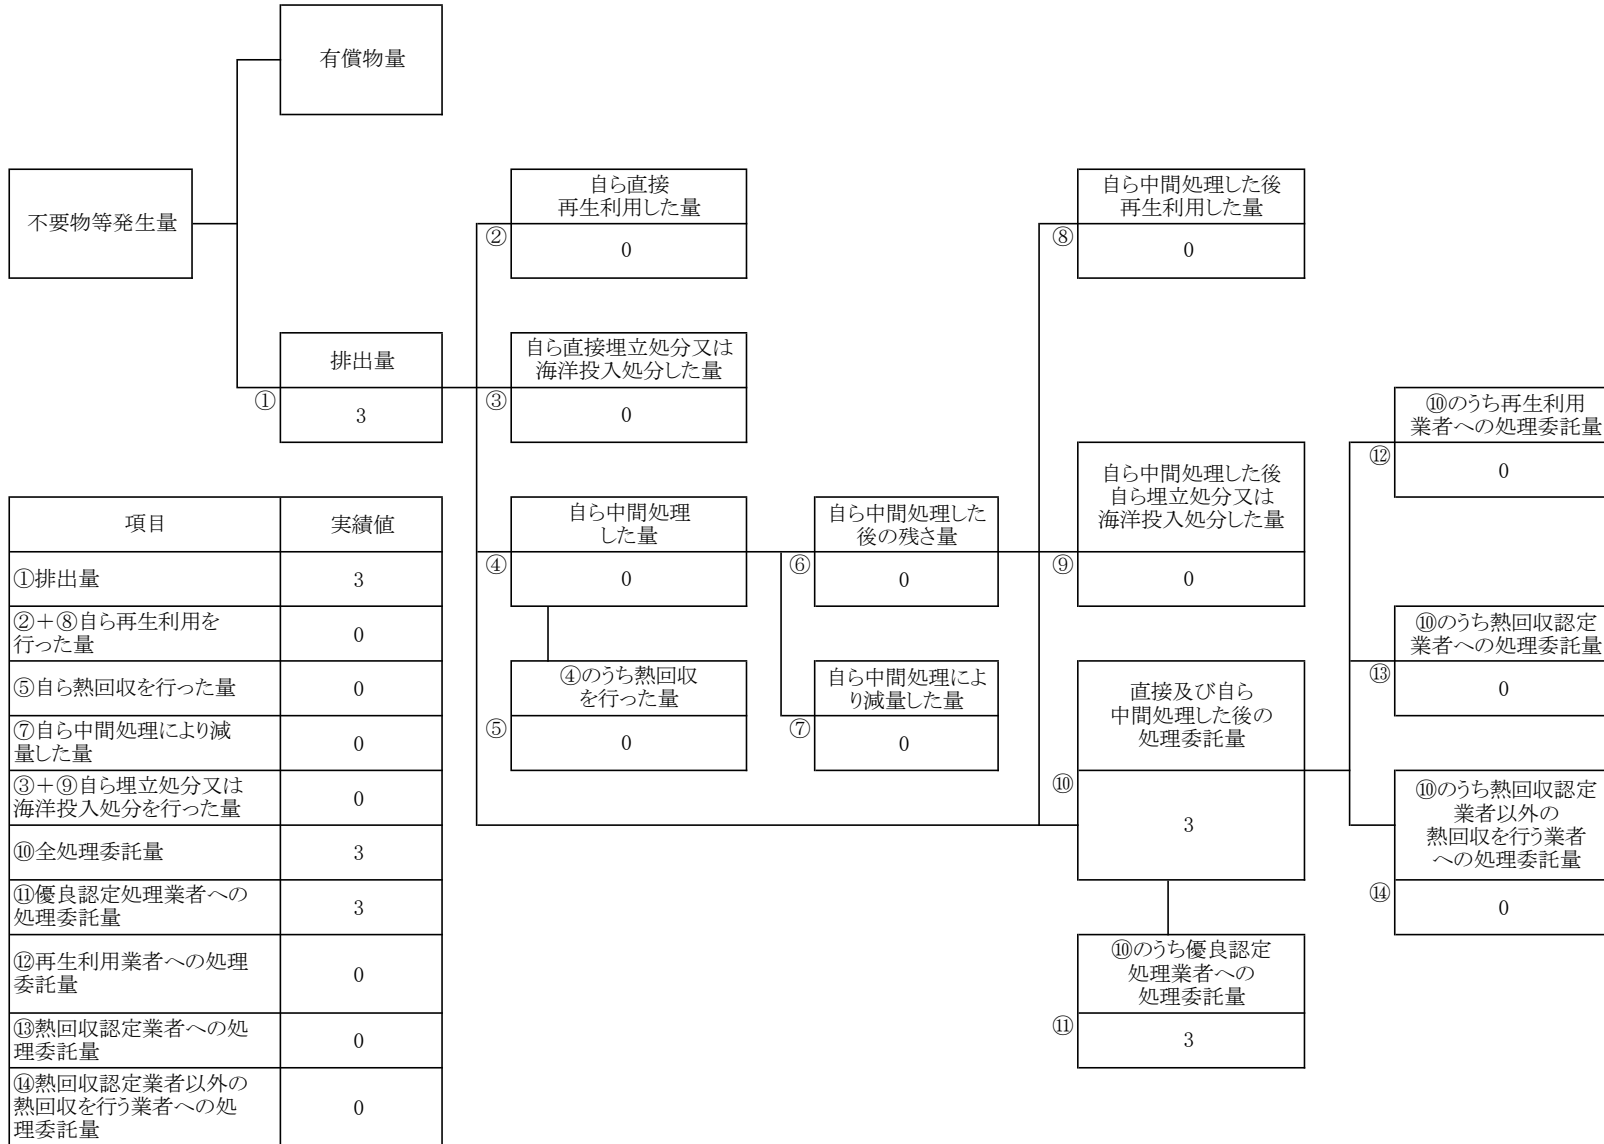 有償物量
不要物等発生量
自ら直接
再生利用した量
②
0
自ら中間処理した後
再生利用した量
⑧
0
排出量
①
3
自ら直接埋立処分又は
海洋投入処分した量
③
0
⑩のうち再生利用
業者への処理委託量
⑫
0
自ら中間処理
した量
④
0
自ら中間処理した
後の残さ量
⑥
0
自ら中間処理した後
自ら埋立処分又は
海洋投入処分した量
⑨
0
⑩のうち熱回収認定
業者への処理委託量
⑬
0
④のうち熱回収
を行った量
⑤
0
自ら中間処理によ
り減量した量
⑦
0
直接及び自ら
中間処理した後の
処理委託量
⑩
3
⑩のうち熱回収認定
業者以外の
熱回収を行う業者
への処理委託量
⑭
0
⑩のうち優良認定
処理業者への
処理委託量
⑪
3
項目 実績値
①排出量 3
②+⑧自ら再生利用を
行った量 0
⑤自ら熱回収を行った量 0
⑦自ら中間処理により減
量した量 0
③+⑨自ら埋立処分又は
海洋投入処分を行った量 0
⑩全処理委託量 3
⑪優良認定処理業者への
処理委託量 3
⑫再生利用業者への処理
委託量 0
⑬熱回収認定業者への処
理委託量 0
⑭熱回収認定業者以外の
熱回収を行う業者への処
理委託量 0